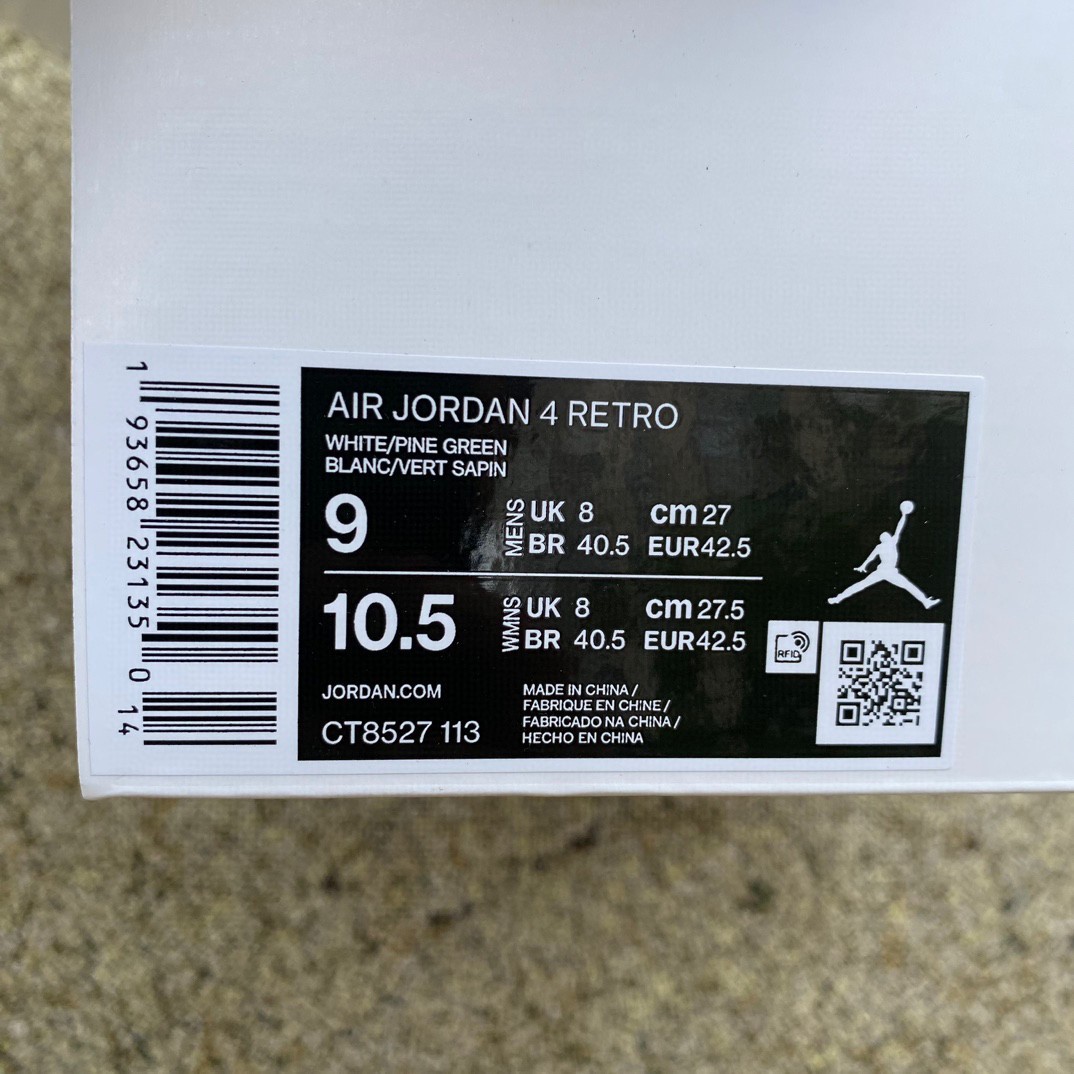 1 93658 23135 0 14
AIR JORDAN 4 RETRO
WHITE/PINE GREEN
BLANC/VERT SAPIN
9 MENS UK 8 cm 27
BR 40.5 EUR 42.5
10.5 WMNS UK 8 cm 27.5
BR 40.5 EUR 42.5
RFID
JORDAN.COM
CT8527 113
MADE IN CHINA /
FABRIQUE EN CHINE /
FABRICADO NA CHINA /
HECHO EN CHINA